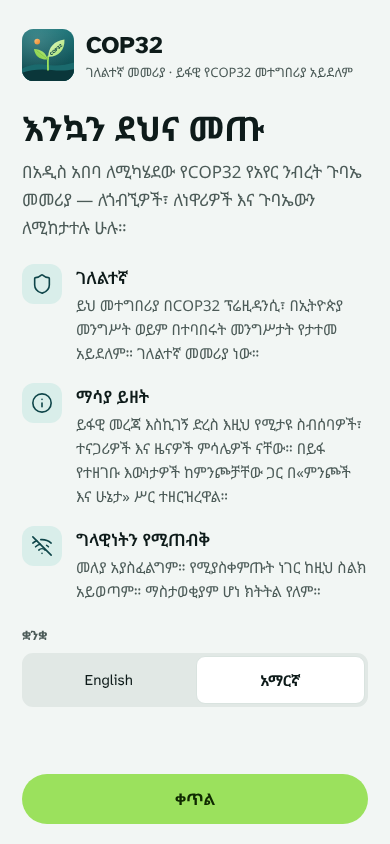 COP32
ገለልተኛ መመሪያ · ይፋዊ የCOP32 መተግበሪያ አይደለም
እንኳን ደህና መጡ
በአዲስ አበባ ለሚካሄደው የCOP32 የአየር ንብረት ጉባኤ
መመሪያ — ለጎብኚዎች፣ ለነዋሪዎች እና ጉባኤውን
ለሚከታተሉ ሁሉ።
ገለልተኛ
ይህ መተግበሪያ በCOP32 ፕሬዚዳንሲ፣ በኢትዮጵያ
መንግሥት ወይም በተባበሩት መንግሥታት የታተመ
አይደለም። ገለልተኛ መመሪያ ነው።
ማሳያ ይዘት
ይፋዊ መረጃ እስኪገኝ ድረስ እዚህ የሚታዩ ስብሰባዎች፣
ተናጋሪዎች እና ዜናዎች ምሳሌዎች ናቸው። በይፋ
የተዘገቡ እውነታዎች ከምንጮቻቸው ጋር በ«ምንጮች
እና ሁኔታ» ሥር ተዘርዝረዋል።
ግላዊነትን የሚጠብቅ
መለያ አያስፈልግም። የሚያስቀምጡት ነገር ከዚህ ስልክ
አይወጣም። ማስታወቂያም ሆነ ክትትል የለም።
ቋንቋ
English
አማርኛ
ቀጥል